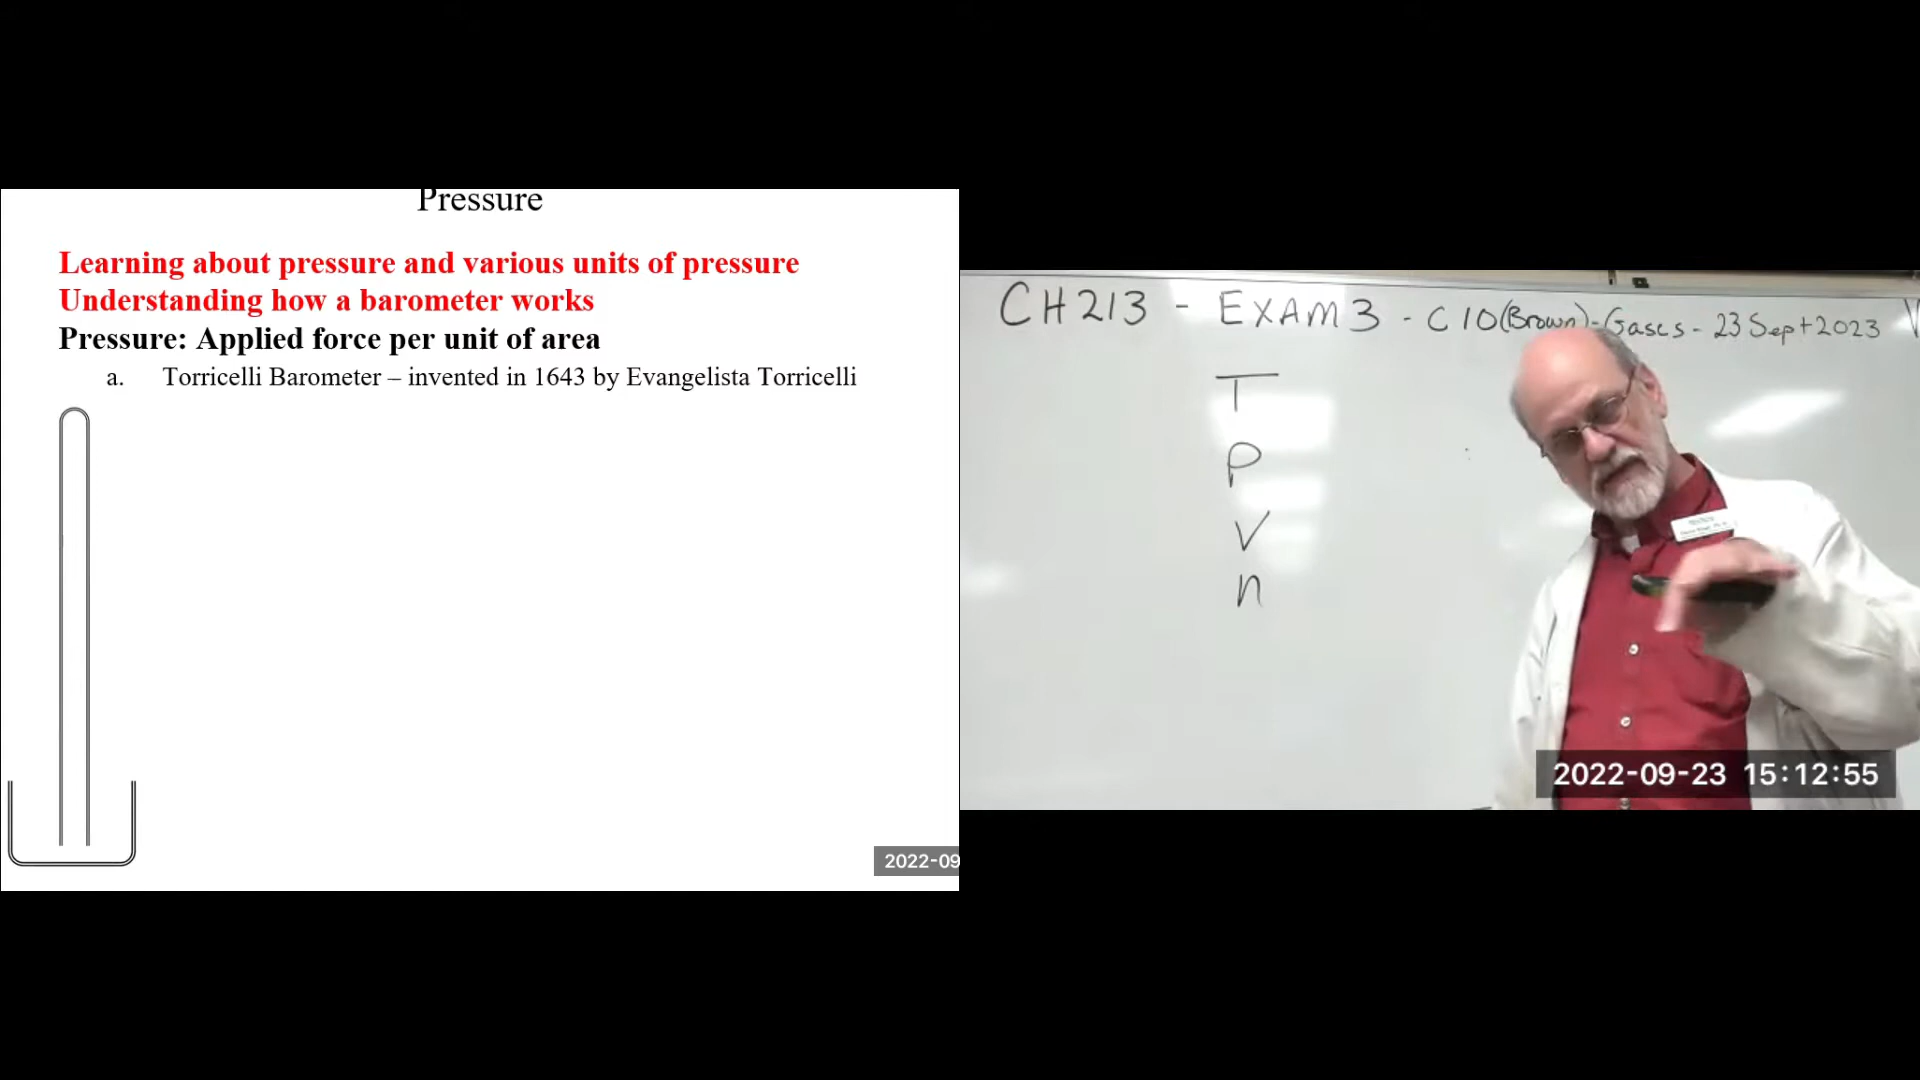 Pressure
Learning about pressure and various units of pressure
Understanding how a barometer works
Pressure: Applied force per unit of area
a. Torricelli Barometer – invented in 1643 by Evangelista Torricelli
2022-09
CH213 - EXAM3 - C10(Brown)-Gases - 23 Sept 2023
T
P
V
n
2022-09-23 15:12:55